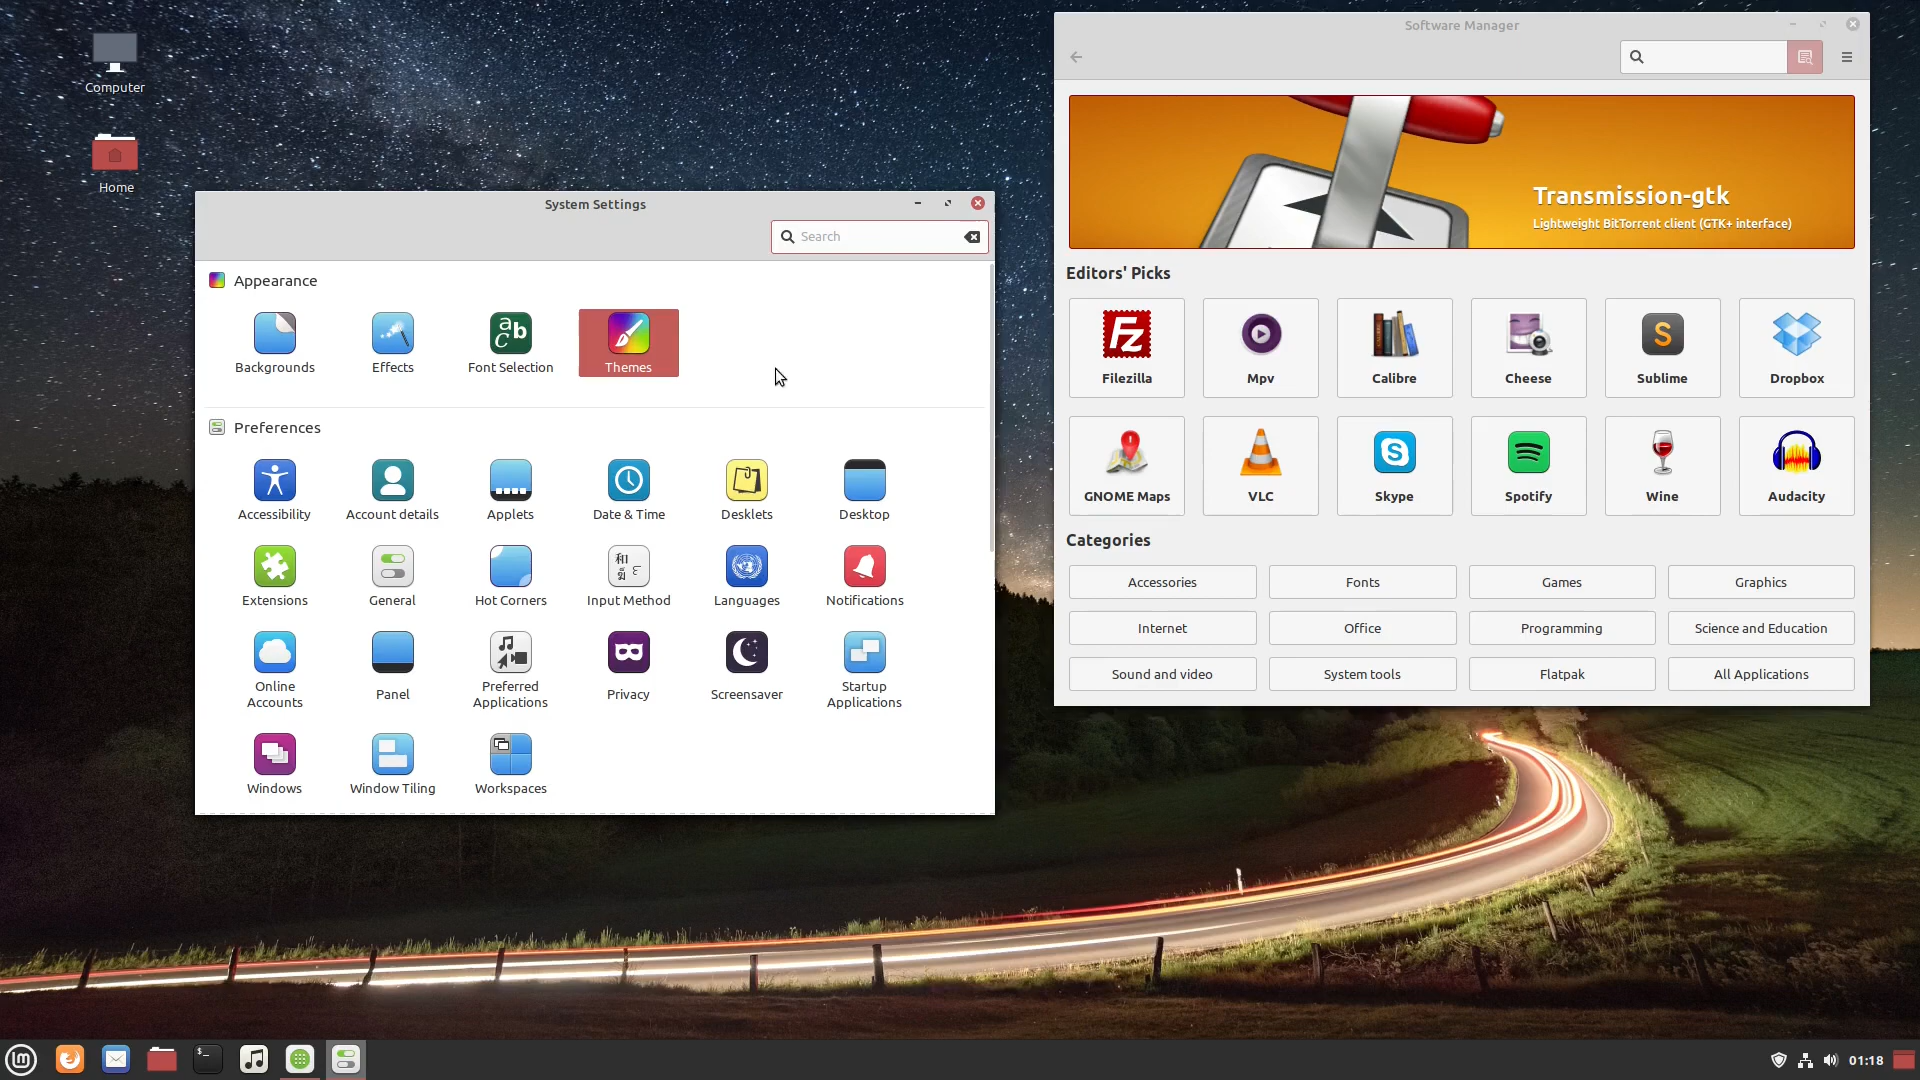 Computer
Home
System Settings
Search
Appearance
Backgrounds
Effects
Font Selection
Themes
Preferences
Accessibility
Account details
Applets
Date & Time
Desklets
Desktop
Extensions
General
Hot Corners
Input Method
Languages
Notifications
Online
Accounts
Panel
Preferred
Applications
Privacy
Screensaver
Startup
Applications
Windows
Window Tiling
Workspaces
Software Manager
Transmission-gtk
Lightweight BitTorrent client (GTK+ interface)
Editors' Picks
Filezilla
Mpv
Calibre
Cheese
Sublime
Dropbox
GNOME Maps
VLC
Skype
Spotify
Wine
Audacity
Categories
Accessories
Fonts
Games
Graphics
Internet
Office
Programming
Science and Education
Sound and video
System tools
Flatpak
All Applications
01:18